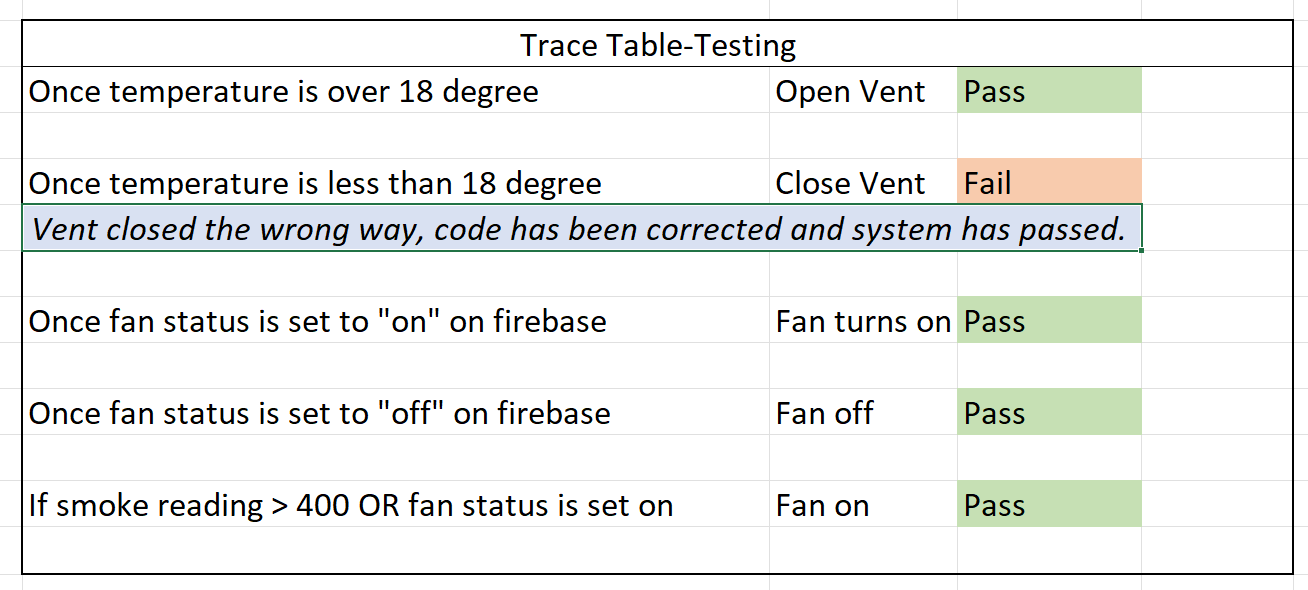 Trace Table-Testing
Once temperature is over 18 degree Open Vent Pass
Once temperature is less than 18 degree Close Vent Fail
Vent closed the wrong way, code has been corrected and system has passed.
Once fan status is set to "on" on firebase Fan turns on Pass
Once fan status is set to "off" on firebase Fan off Pass
If smoke reading > 400 OR fan status is set on Fan on Pass